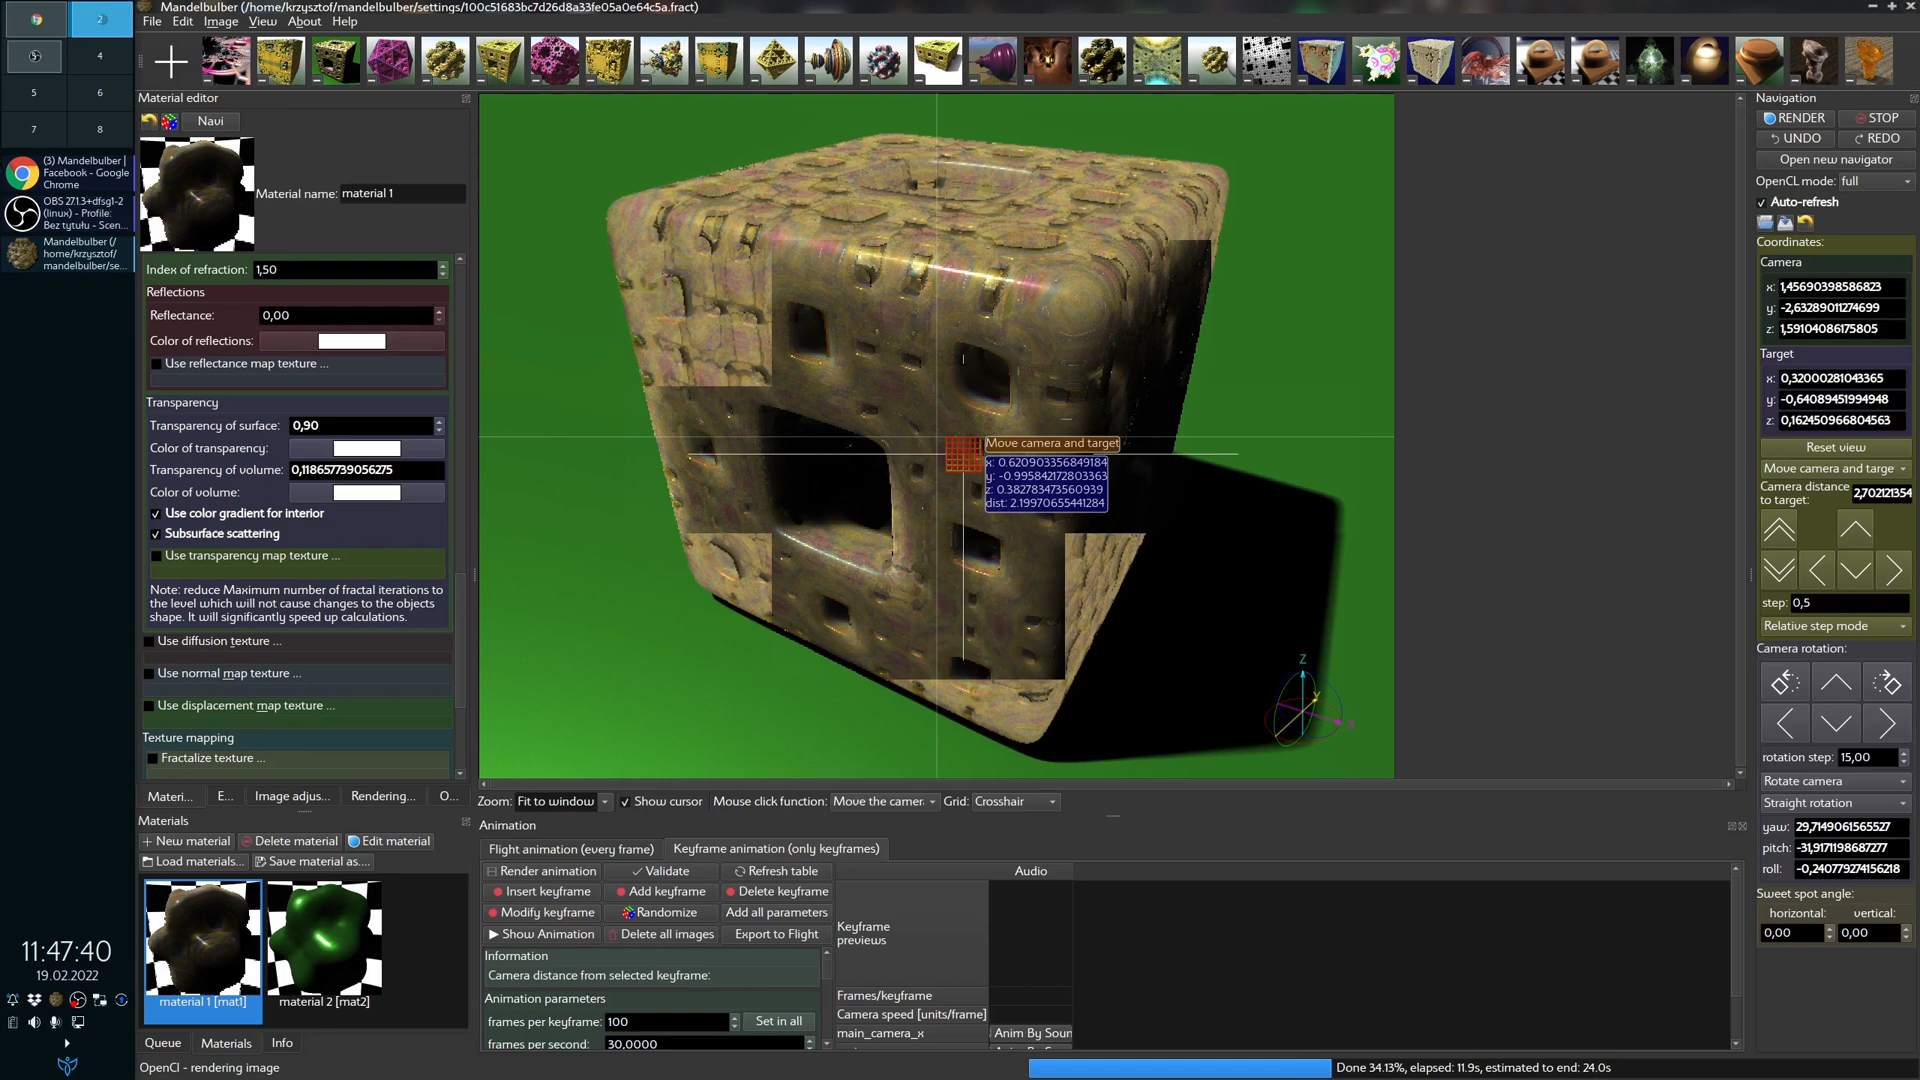 Mandelbulber (/home/krzysztof/mandelbulber/settings/100c51683bc7d26d8a33fe05a0e64c5a.fract)
File Edit Image View About Help
2
4
5 6
7 8
(3) Mandelbulber |
Facebook - Google
Chrome
OBS 27.1.3+dfsg1-2
(linux) - Profile:
Bez tytułu - Scen...
Mandelbulber (/
home/krzysztof/
mandelbulber/se...
11:47:40
19.02.2022
Material editor
Navi
Material name: material 1
Index of refraction: 1,50
Reflections
Reflectance: 0,00
Color of reflections:
Use reflectance map texture ...
Transparency
Transparency of surface: 0,90
Color of transparency:
Transparency of volume: 0,118657739056275
Color of volume:
Use color gradient for interior
Subsurface scattering
Use transparency map texture ...
Note: reduce Maximum number of fractal iterations to
the level which will not cause changes to the objects
shape. It will significantly speed up calculations.
Use diffusion texture ...
Use normal map texture ...
Use displacement map texture ...
Texture mapping
Fractalize texture ...
Materi... E... Image adjus... Rendering... O...
Materials
New material Delete material Edit material
Load materials... Save material as....
material 1 [mat1] material 2 [mat2]
Queue Materials Info
OpenCl - rendering image
Move camera and target
x: 0.620903356849184
y: -0.995842172803363
z: 0.382783473560939
dist: 2.19970655441284
Z
Y
X
Zoom: Fit to window Show cursor Mouse click function: Move the camer Grid: Crosshair
Animation
Flight animation (every frame) Keyframe animation (only keyframes)
Render animation Validate Refresh table
Insert keyframe Add keyframe Delete keyframe
Modify keyframe Randomize Add all parameters
Show Animation Delete all images Export to Flight
Information
Camera distance from selected keyframe:
Animation parameters
frames per keyframe: 100 Set in all
frames per second: 30,0000
Audio
Keyframe
previews
Frames/keyframe
Camera speed [units/frame]
main_camera_x Anim By Soun
Done 34.13%, elapsed: 11.9s, estimated to end: 24.0s
Navigation
RENDER STOP
UNDO REDO
Open new navigator
OpenCL mode: full
Auto-refresh
Coordinates:
Camera
x: 1,45690398586823
y: -2,63289011274699
z: 1,59104086175805
Target
x: 0,32000281043365
y: -0,64089451994948
z: 0,162450966804563
Reset view
Move camera and targe
Camera distance
to target: 2,702121354
step: 0,5
Relative step mode
Camera rotation:
rotation step: 15,00
Rotate camera
Straight rotation
yaw: 29,7149061565527
pitch: -31,9171198687277
roll: -0,240779274156218
Sweet spot angle:
horizontal: vertical:
0,00 0,00